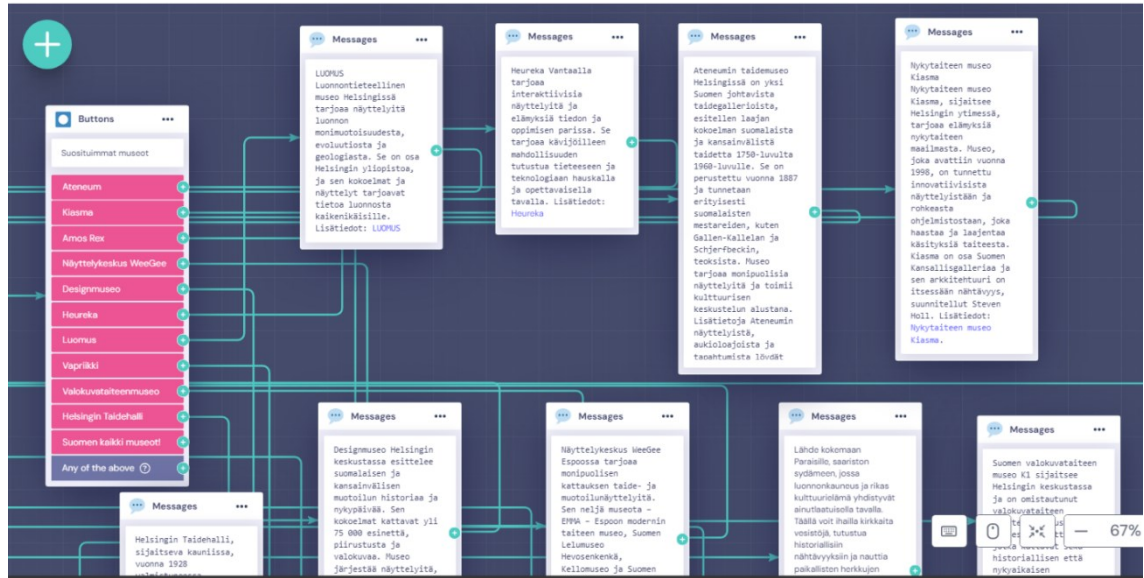 Buttons
Suosituimmat museot
Ateneum
Kiasma
Amos Rex
Näyttelykeskus WeeGee
Designmuseo
Heureka
Luomus
Vapriikki
Valokuvataiteenmuseo
Helsingin Taidehalli
Suomen kaikki museot!
Any of the above
Messages
LUOMUS
Luonnontieteellinen
museo Helsingissä
tarjoaa näyttelyitä
luonnon
monimuotoisuudesta,
evoluutiosta ja
geologiasta. Se on osa
Helsingin yliopistoa,
ja sen kokoelmat ja
näyttelyt tarjoavat
tietoa luonnosta
kaikenikäisille.
Lisätiedot: LUOMUS
Messages
Heureka Vantaalla
tarjoaa
interaktiivisia
näyttelyitä ja
elämyksiä tiedon ja
oppimisen parissa. Se
tarjoaa kävijöilleen
mahdollisuuden
tutustua tieteeseen ja
teknologiaan hauskalla
ja opettavaisella
tavalla. Lisätiedot:
Heureka
Messages
Ateneumin taidemuseo
Helsingissä on yksi
Suomen johtavista
taidegallerioista,
esitellen laajan
kokoelman suomalaista
ja kansainvälistä
taidetta 1750-luvulta
1960-luvulle. Se on
perustettu vuonna 1887
ja tunnetaan
erityisesti
suomalaisten
mestareiden, kuten
Gallen-Kallelan ja
Schjerfbeckin,
teoksista. Museo
tarjoaa monipuolisia
näyttelyitä ja toimii
kulttuurisen
keskustelun alustana.
Lisätietoja Ateneumin
näyttelyistä,
aukioloajoista ja
tapahtumista löydät
Messages
Nykytaiteen museo
Kiasma
Nykytaiteen museo
Kiasma, sijaitsee
Helsingin ytimessä,
tarjoaa elämyksiä
nykytaiteen
maailmasta. Museo,
joka avattiin vuonna
1998, on tunnettu
innovatiivisista
näyttelyistään ja
rohkeasta
ohjelmistostaan, joka
haastaa ja laajentaa
käsityksiä taiteesta.
Kiasma on osa Suomen
Kansallisgalleriaa ja
sen arkkitehtuuri on
itsessään nähtävyys,
suunnitellut Steven
Holl. Lisätiedot:
Nykytaiteen museo
Kiasma.
Messages
Helsingin Taidehalli,
sijaitseva kauniissa,
vuonna 1928
Messages
Designmuseo Helsingin
keskustassa esittelee
suomalaisen ja
kansainvälisen
muotoilun historiaa ja
nykypäivää. Sen
kokoelmat kattavat yli
75 000 esinettä,
piirustusta ja
valokuvaa. Museo
järjestää näyttelyitä,
Messages
Näyttelykeskus WeeGee
Espoossa tarjoaa
monipuolisen
kattauksen taide- ja
muotoilunäyttelyitä.
Sen neljä museota –
EMMA – Espoon modernin
taiteen museo, Suomen
Lelumuseo
Hevosenkenkä,
Kellomuseo ja Suomen
Messages
Lähdo kokemaan
Paraisille, saariston
sydämeen, jossa
luonnonkauneus ja rikas
kulttuurielämä yhdistyvät
ainutlaatuisolla tavalla.
Täällä voit ihailla kirkkaita
vosistöjä, tutustua
historiallisiin
nähtävyyksiin ja nauttia
paikallisten herkkujen
Messages
Suomen valokuvataiteen
museo K1 sijaitsee
Helsingin keskustassa
ja on omistautunut
valokuvataiteen
historiallisen että
nykyaikaisen
67%